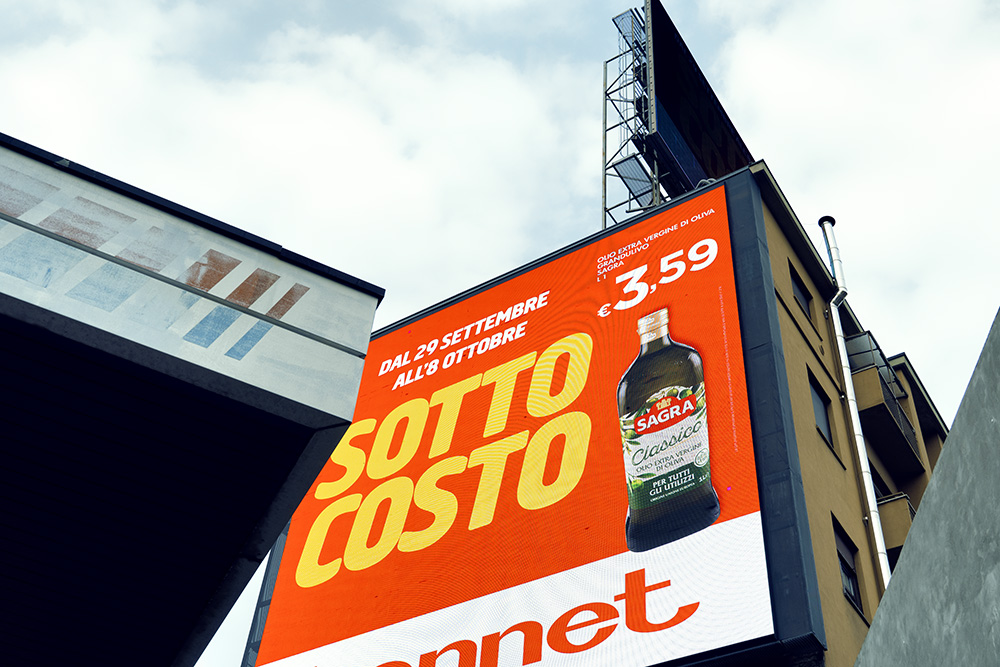 OLIO EXTRA VERGINE DI OLIVA
GRANDULIVO
SAGRA
L 1
€3,59
DAL 29 SETTEMBRE
ALL'8 OTTOBRE
SOTTO
COSTO
SAGRA
Classico
OLIO EXTRA VERGINE
DI OLIVA
PER TUTTI
GLI UTILIZZI
nnet